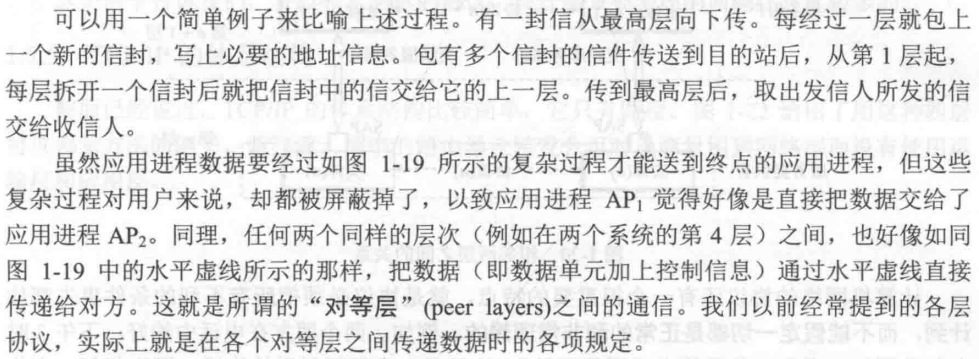 可以用一个简单例子来比喻上述过程。有一封信从最高层向下传。每经过一层就包上
一个新的信封，写上必要的地址信息。包有多个信封的信件传送到目的站后，从第 1 层起，
每层拆开一个信封后就把信封中的信交给它的上一层。传到最高层后，取出发信人所发的信
交给收信人。
虽然应用进程数据要经过如图 1-19 所示的复杂过程才能送到终点的应用进程，但这些
复杂过程对用户来说，却都被屏蔽掉了，以致应用进程 AP₁ 觉得好像是直接把数据交给了
应用进程 AP₂。同理，任何两个同样的层次（例如在两个系统的第 4 层）之间，也好像如同
图 1-19 中的水平虚线所示的那样，把数据（即数据单元加上控制信息）通过水平虚线直接
传递给对方。这就是所谓的“对等层”(peer layers)之间的通信。我们以前经常提到的各层
协议，实际上就是在各个对等层之间传递数据时的各项规定。